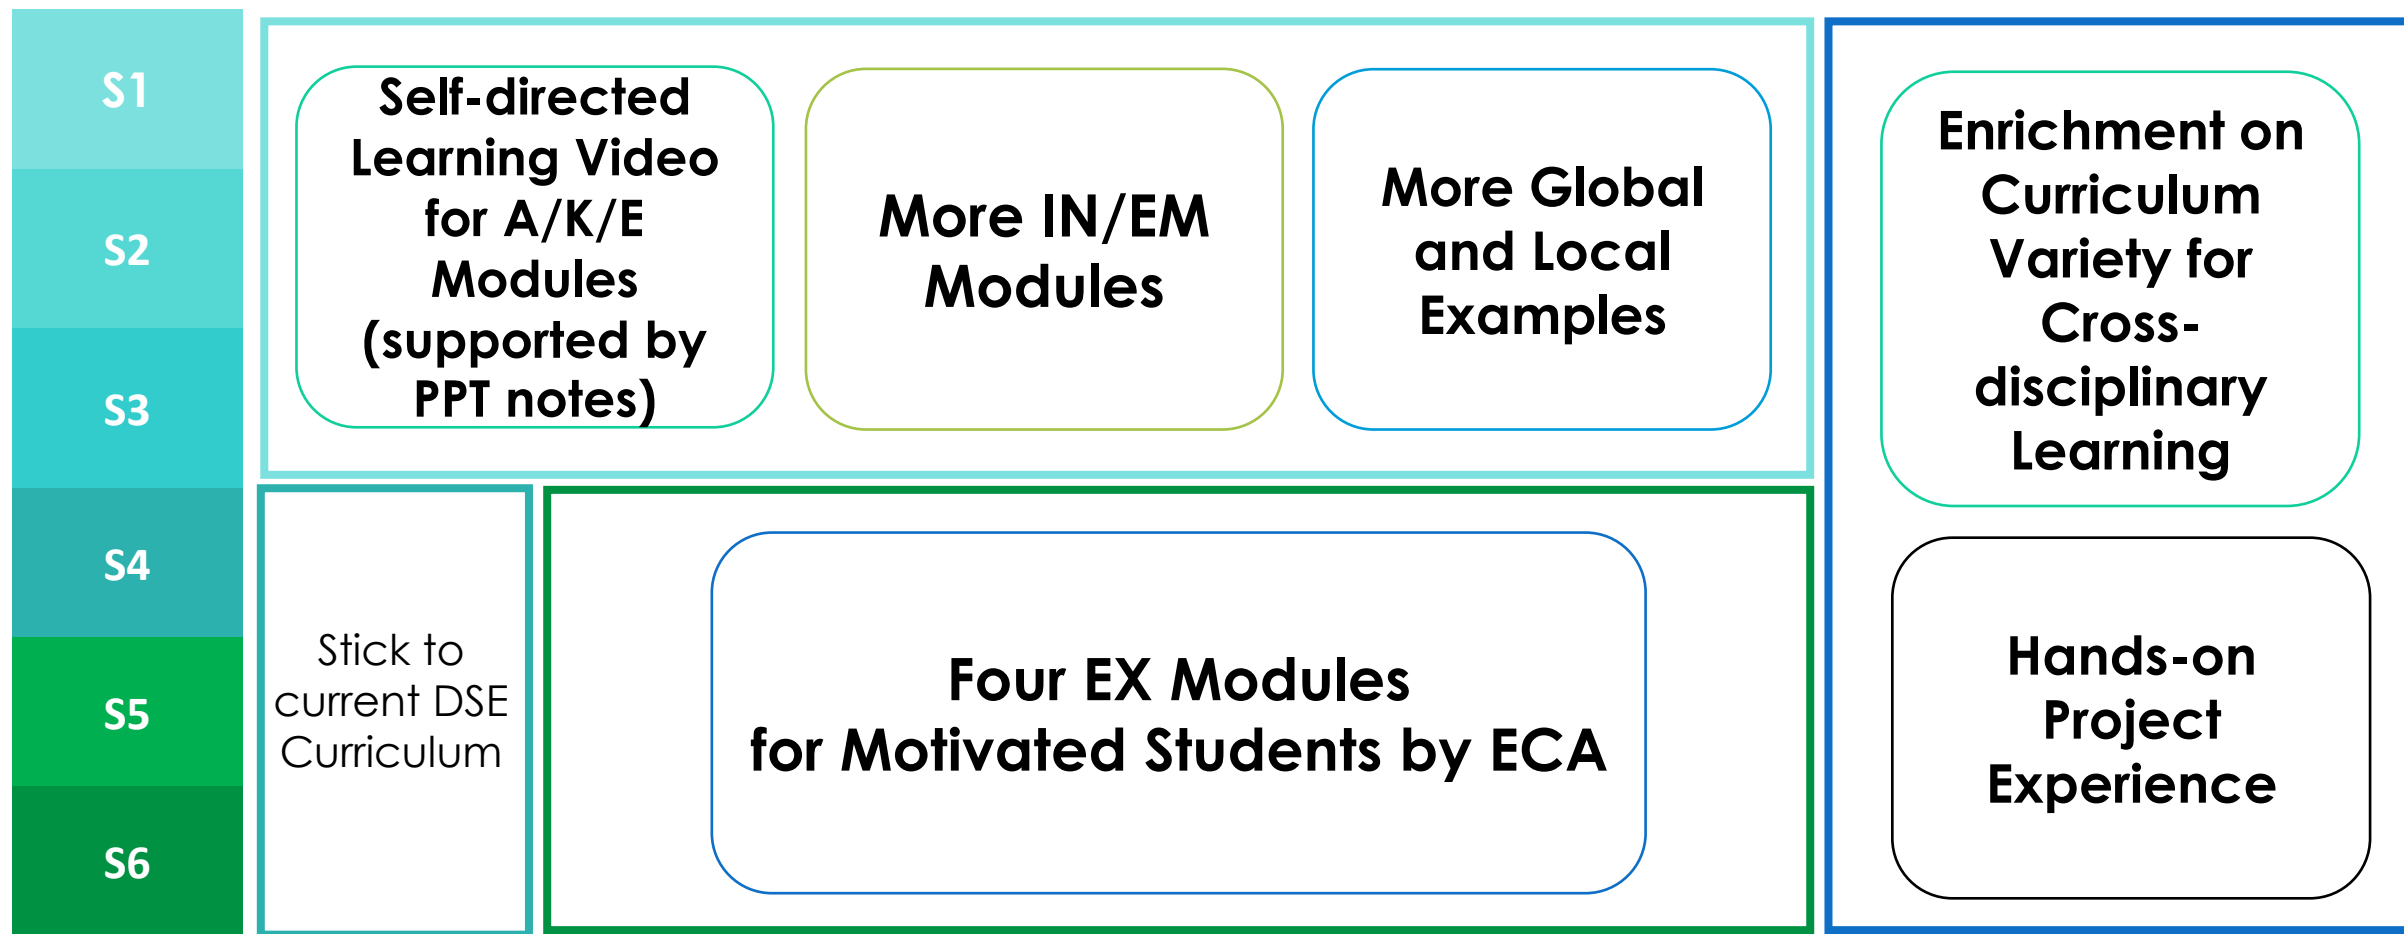 S1
S2
S3
S4
S5
S6
Self-directed
Learning Video
for A/K/E
Modules
(supported by
PPT notes)
More IN/EM
Modules
More Global
and Local
Examples
Stick to
current DSE
Curriculum
Four EX Modules
for Motivated Students by ECA
Enrichment on
Curriculum
Variety for
Cross-
disciplinary
Learning
Hands-on
Project
Experience